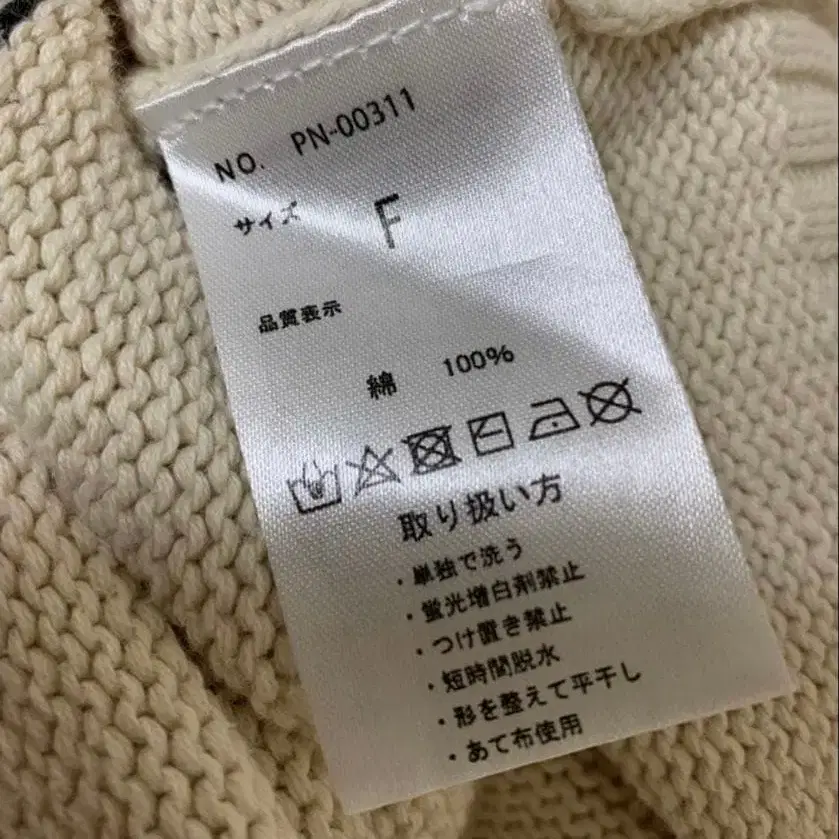 NO. PN-00311
サイズ F
品質表示
綿 100%
取り扱い方
・単独で洗う
・蛍光増白剤禁止
・つけ置き禁止
・短時間脱水
・形を整えて平干し
・あて布使用